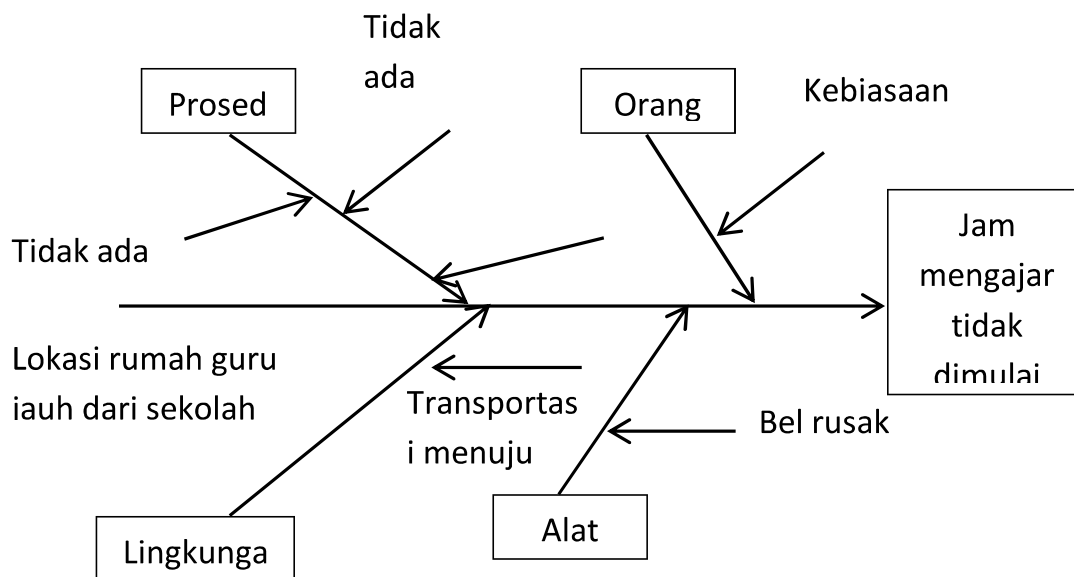 Tidak
ada
Prosed
Orang
Kebiasaan
Tidak ada
Jam
mengajar
tidak
dimulai
Lokasi rumah guru
jauh dari sekolah
Transportas
i menuju
Bel rusak
Alat
Lingkunga